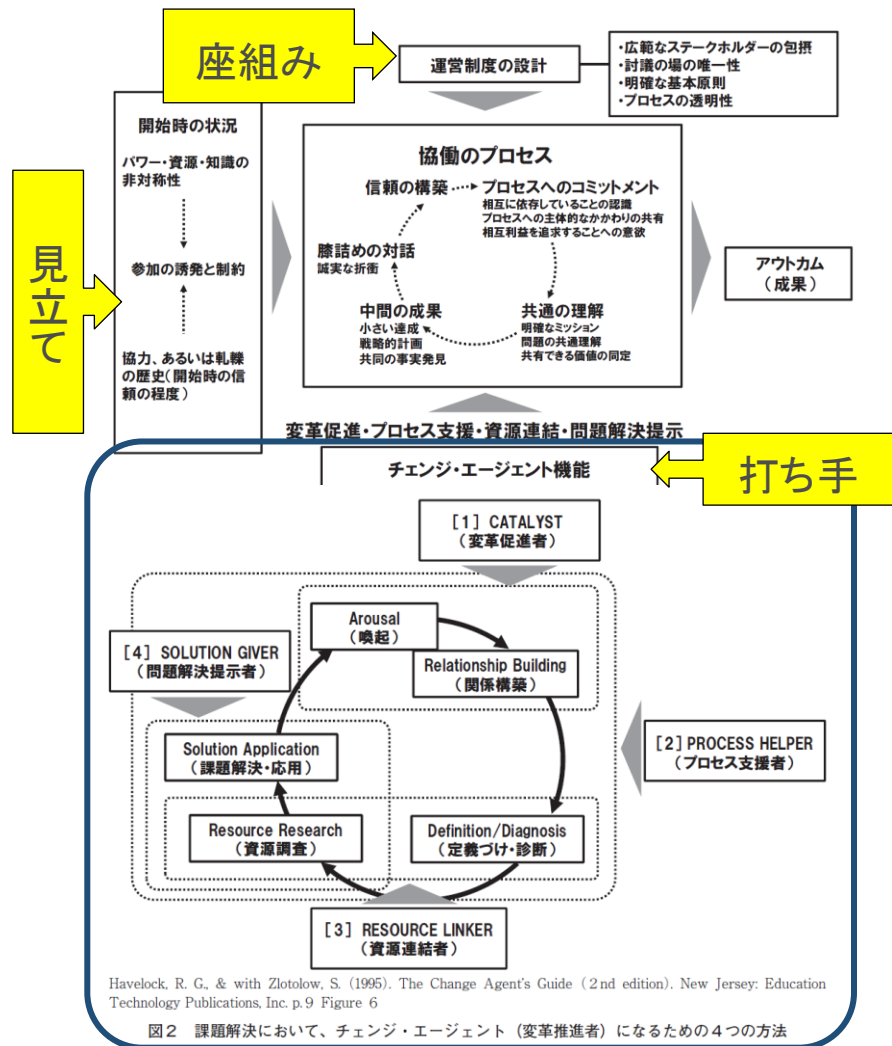 座組み
運営制度の設計
・広範なステークホルダーの包摂
・討議の場の唯一性
・明確な基本原則
・プロセスの透明性
見立て
開始時の状況
パワー・資源・知識の
非対称性
参加の誘発と制約
協力、あるいは軋轢
の歴史(開始時の信
頼の程度)
協働のプロセス
信頼の構築
プロセスへのコミットメント
相互に依存していることの認識
プロセスへの主体的なかかわりの共有
相互利益を追求することへの意欲
膝詰めの対話
誠実な折衝
中間の成果
小さい達成
戦略的計画
共同の事実発見
共通の理解
明確なミッション
問題の共通理解
共有できる価値の同定
アウトカム
(成果)
変革促進・プロセス支援・資源連結・問題解決提示
チェンジ・エージェント機能
打ち手
[1] CATALYST
(変革促進者)
Arousal
(喚起)
Relationship Building
(関係構築)
[4] SOLUTION GIVER
(問題解決提示者)
[2] PROCESS HELPER
(プロセス支援者)
Solution Application
(課題解決・応用)
Resource Research
(資源調査)
Definition/Diagnosis
(定義づけ・診断)
[3] RESOURCE LINKER
(資源連結者)
Havelock, R. G., & with Zlotolow, S. (1995). The Change Agent's Guide (2nd edition). New Jersey: Education
Technology Publications, Inc. p.9 Figure 6
図2 課題解決において、チェンジ・エージェント(変革推進者)になるための4つの方法